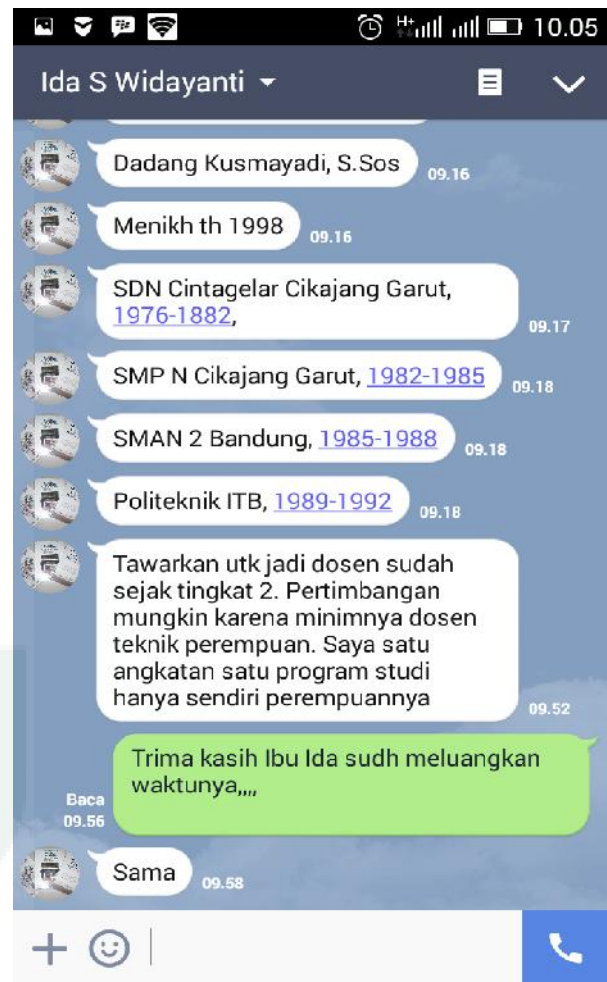 10.05
Ida S Widayanti
Dadang Kusmayadi, S.Sos
09.16
Menikh th 1998
09.16
SDN Cintagelar Cikajang Garut,
1976-1882,
09.17
SMP N Cikajang Garut, 1982-1985
09.18
SMAN 2 Bandung, 1985-1988
09.18
Politeknik ITB, 1989-1992
09.18
Tawarkan utk jadi dosen sudah
sejak tingkat 2. Pertimbangan
mungkin karena minimnya dosen
teknik perempuan. Saya satu
angkatan satu program studi
hanya sendiri perempuannya
09.52
Trima kasih Ibu Ida sudh meluangkan
waktunya,,,,
Baca
09.56
Sama
09.58